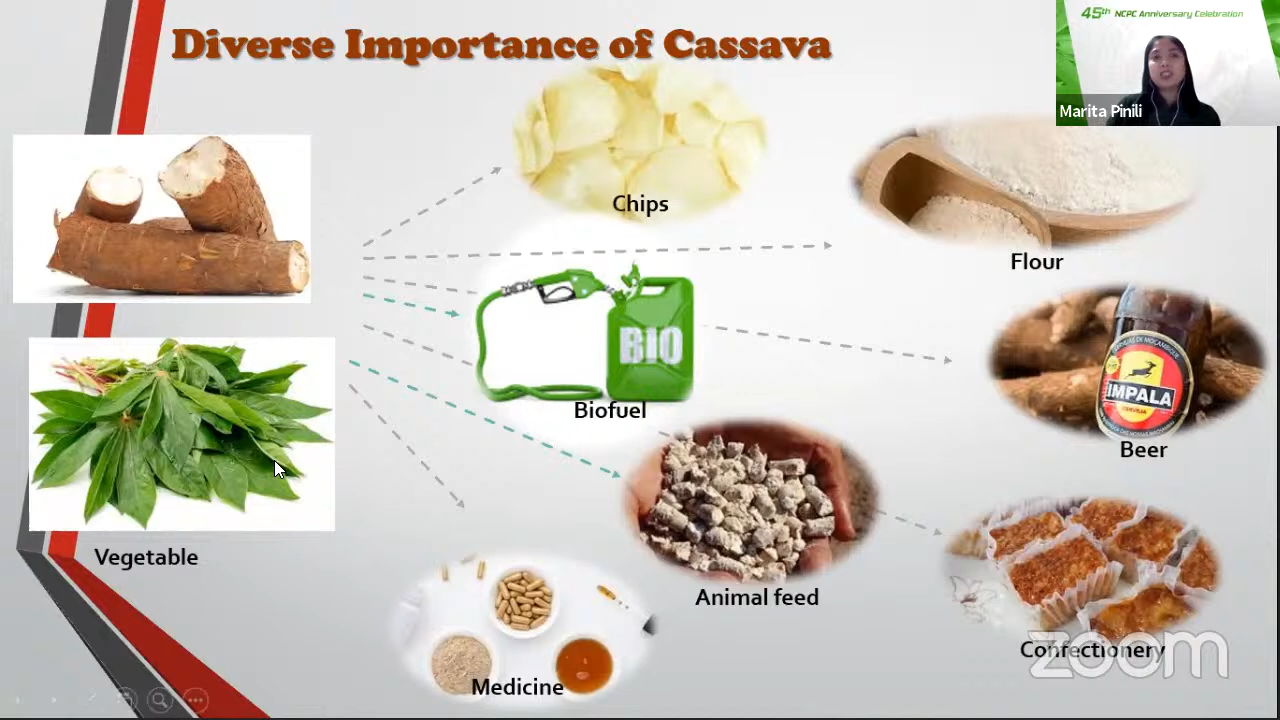 Diverse Importance of Cassava
45th NCPC Anniversary Celebration
Marita Pinili
Chips
Flour
BIO
Biofuel
IMPALA
CERVEJA
Beer
Vegetable
Animal feed
Confectionery
zoom
Medicine